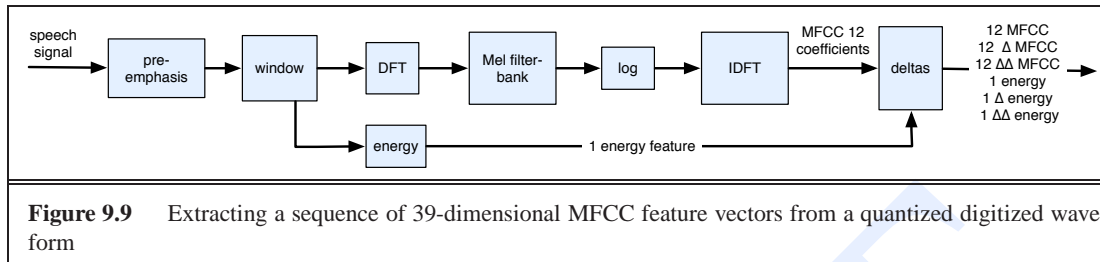 speech
signal
pre-
emphasis
window
DFT
Mel filter-
bank
log
IDFT
MFCC 12
coefficients
deltas
12 MFCC
12 Δ MFCC
12 ΔΔ MFCC
1 energy
1 Δ energy
1 ΔΔ energy
energy
1 energy feature
Figure 9.9 Extracting a sequence of 39-dimensional MFCC feature vectors from a quantized digitized wave
form